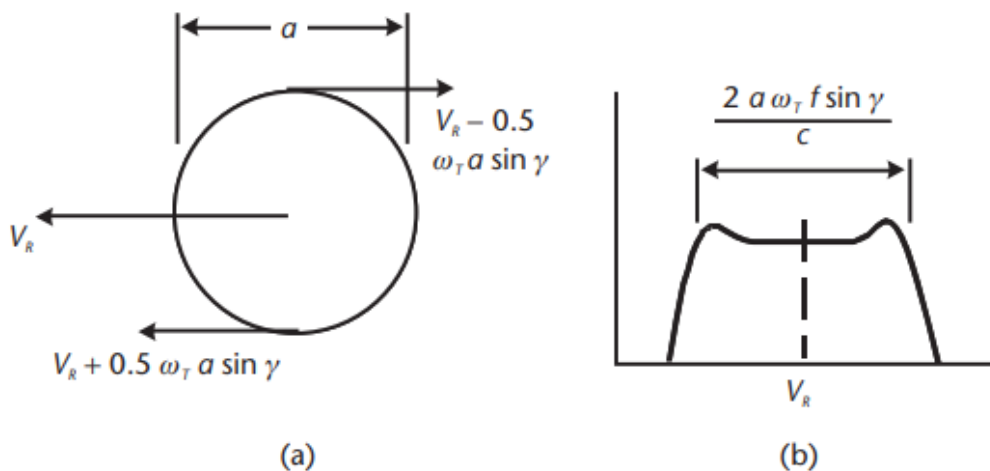 a
V_R – 0.5
ω_T a sin γ
V_R
V_R + 0.5 ω_T a sin γ
(a)
2 a ω_T f sin γ
c
V_R
(b)